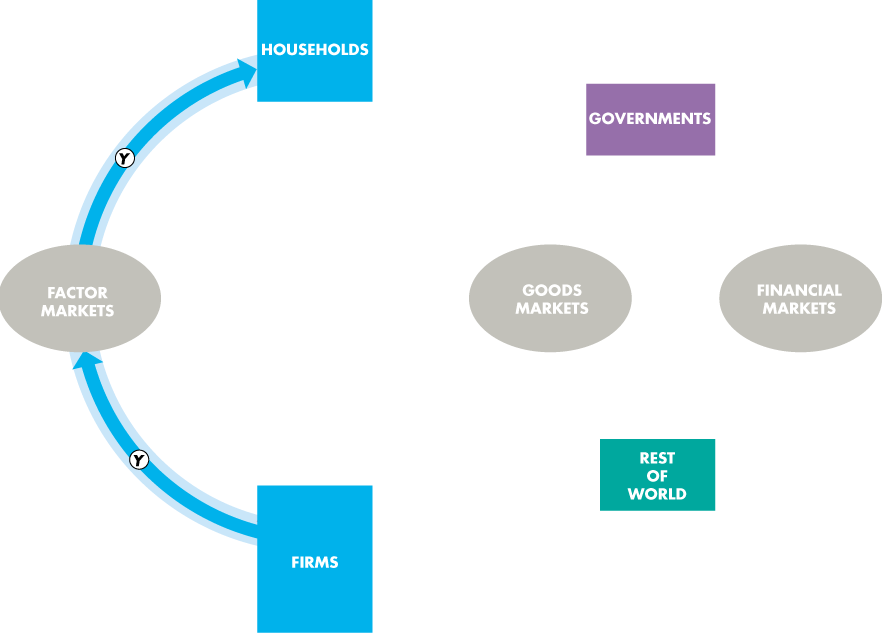 HOUSEHOLDS
GOVERNMENTS
Y
FACTOR
MARKETS
GOODS
MARKETS
FINANCIAL
MARKETS
Y
REST
OF
WORLD
FIRMS